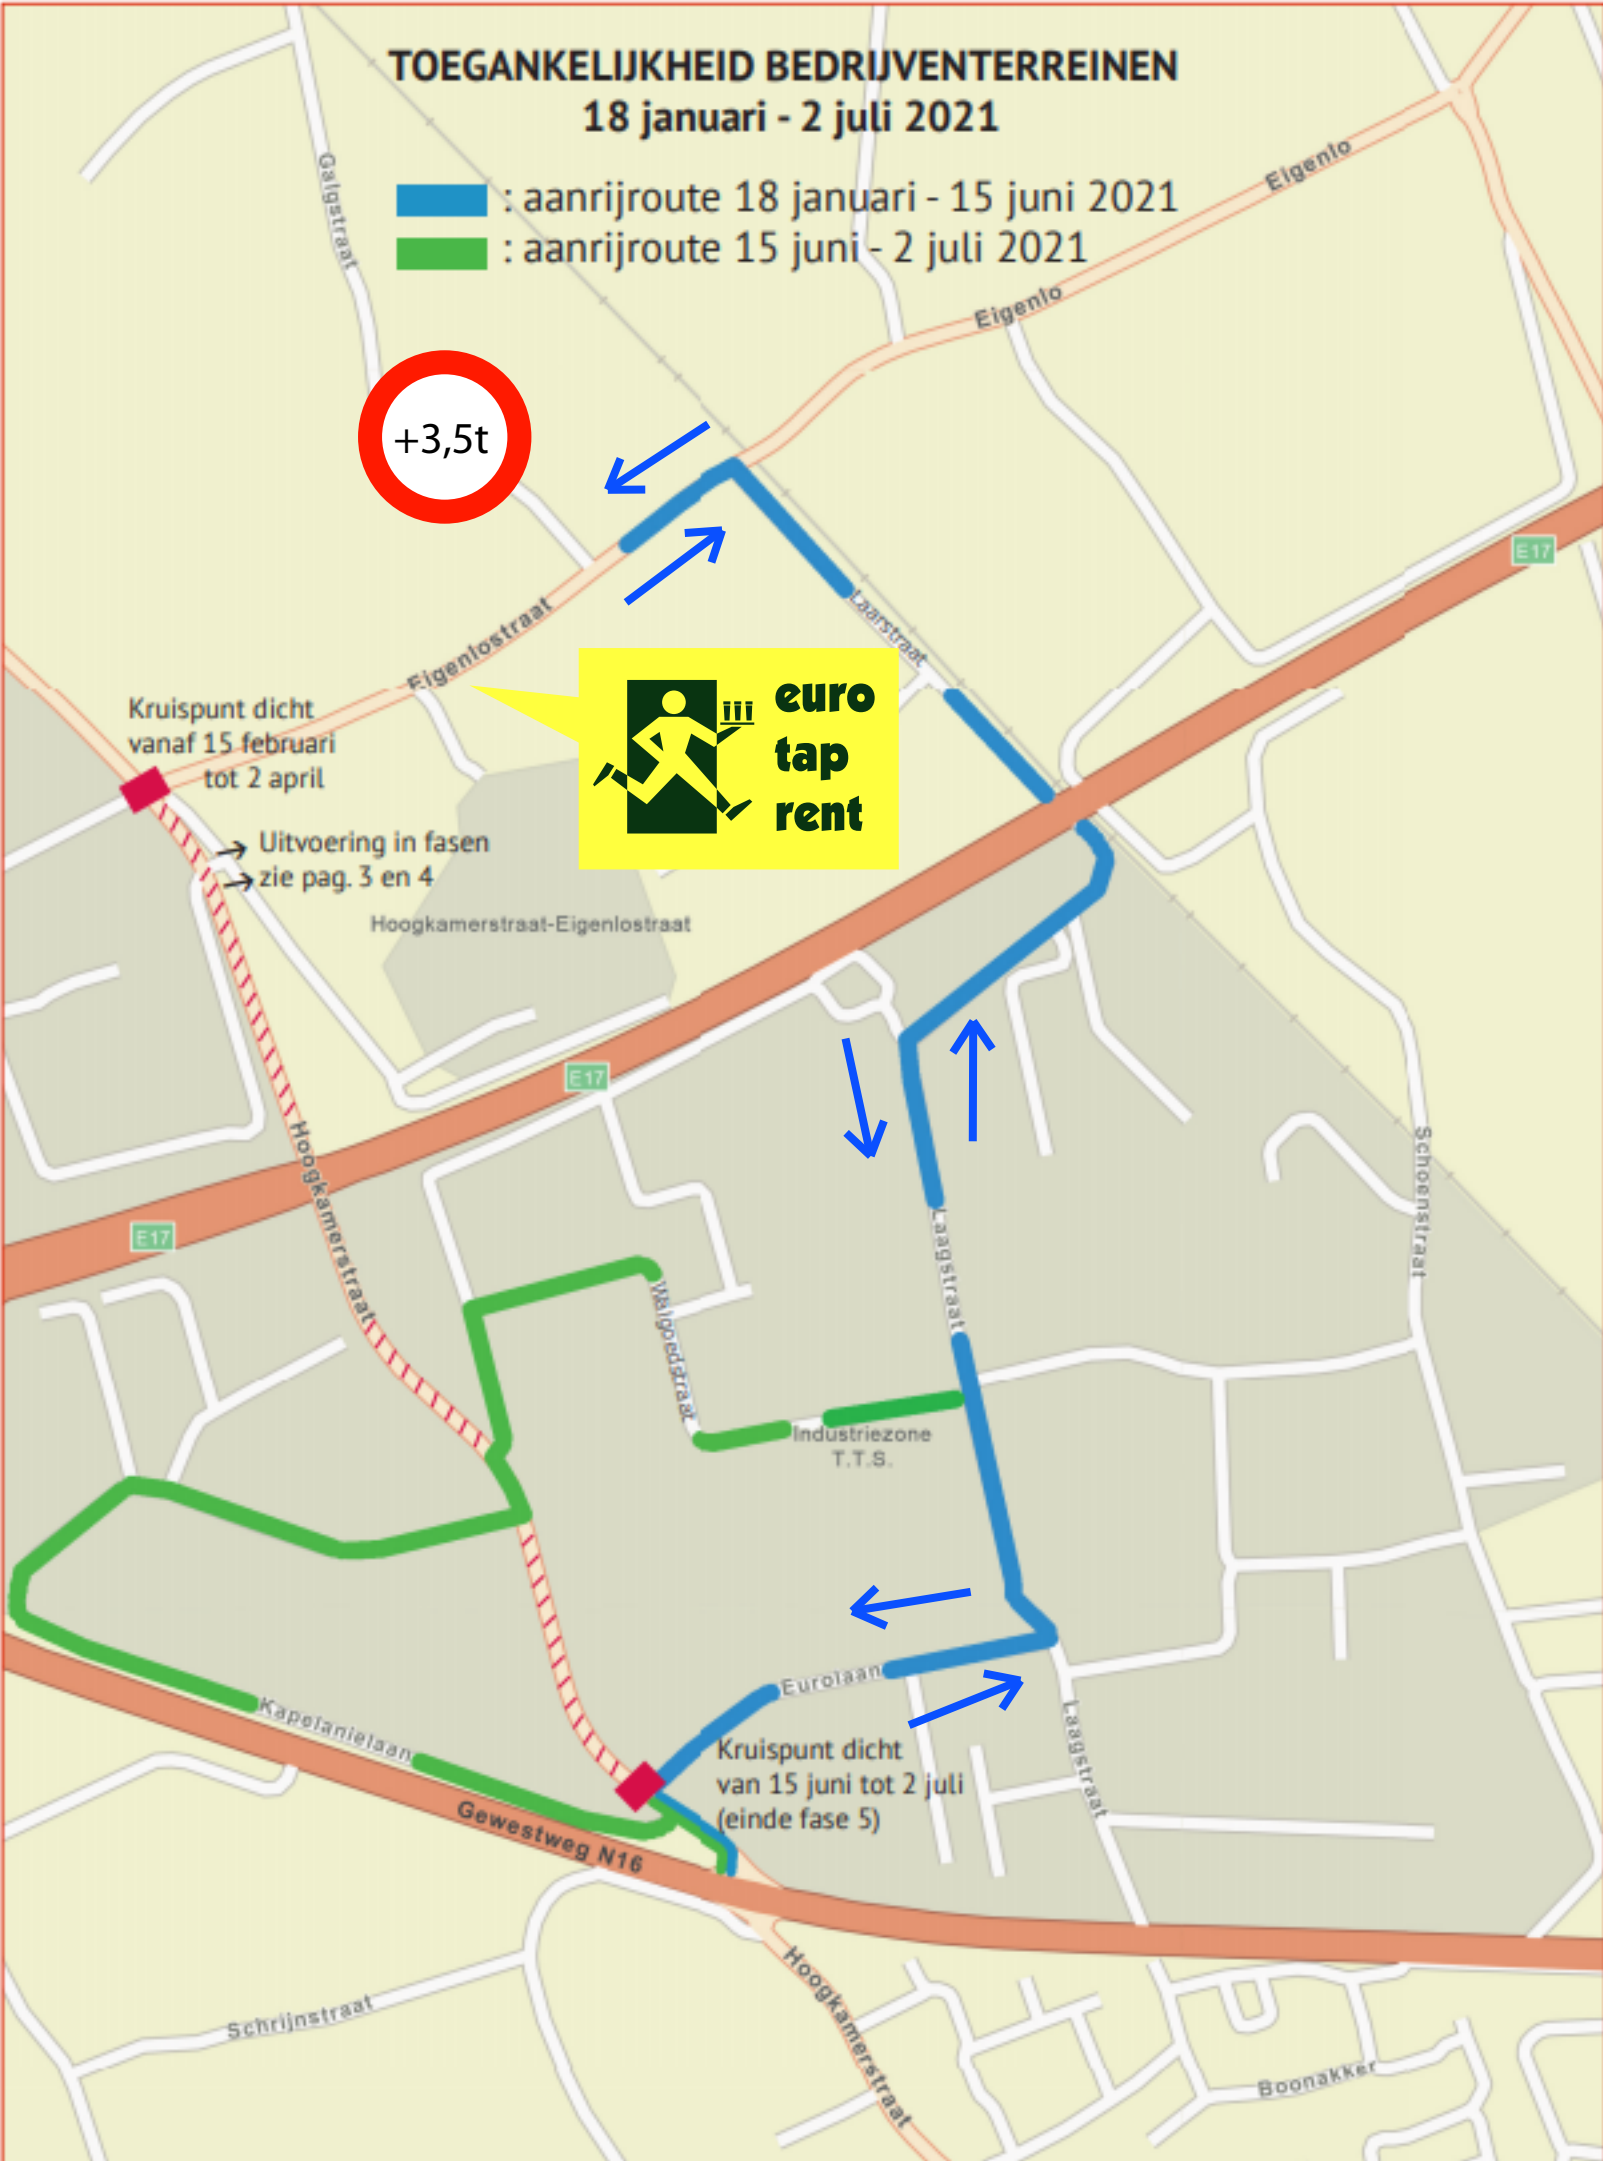 TOEGANKELIJKHEID BEDRIJVENTERREINEN
18 januari - 2 juli 2021
: aanrijroute 18 januari - 15 juni 2021
: aanrijroute 15 juni - 2 juli 2021
Galgstraat
Eigenlo
Eigenlo
+3,5t
E17
Laarstraat
Eigenlostraat
euro
tap
rent
Kruispunt dicht
vanaf 15 februari
tot 2 april
Uitvoering in fasen
zie pag. 3 en 4
Hoogkamerstraat-Eigenlostraat
E17
E17
Hoogkamerstraat
Schoenstraat
Laagstraat
Walgoedstraat
Industriezone
T.T.S.
Eurolaan
Kapelanielaan
Laagstraat
Kruispunt dicht
van 15 juni tot 2 juli
(einde fase 5)
Gewestweg N16
Hoogkamerstraat
Schrijnstraat
Boonakker